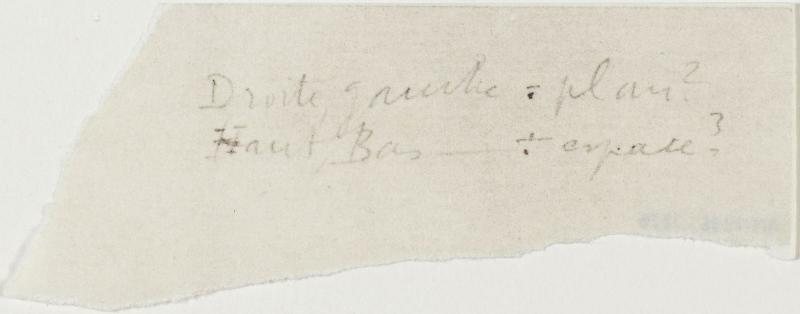 Droite, gauche = plan²
Haut, Bas — ÷ espace³